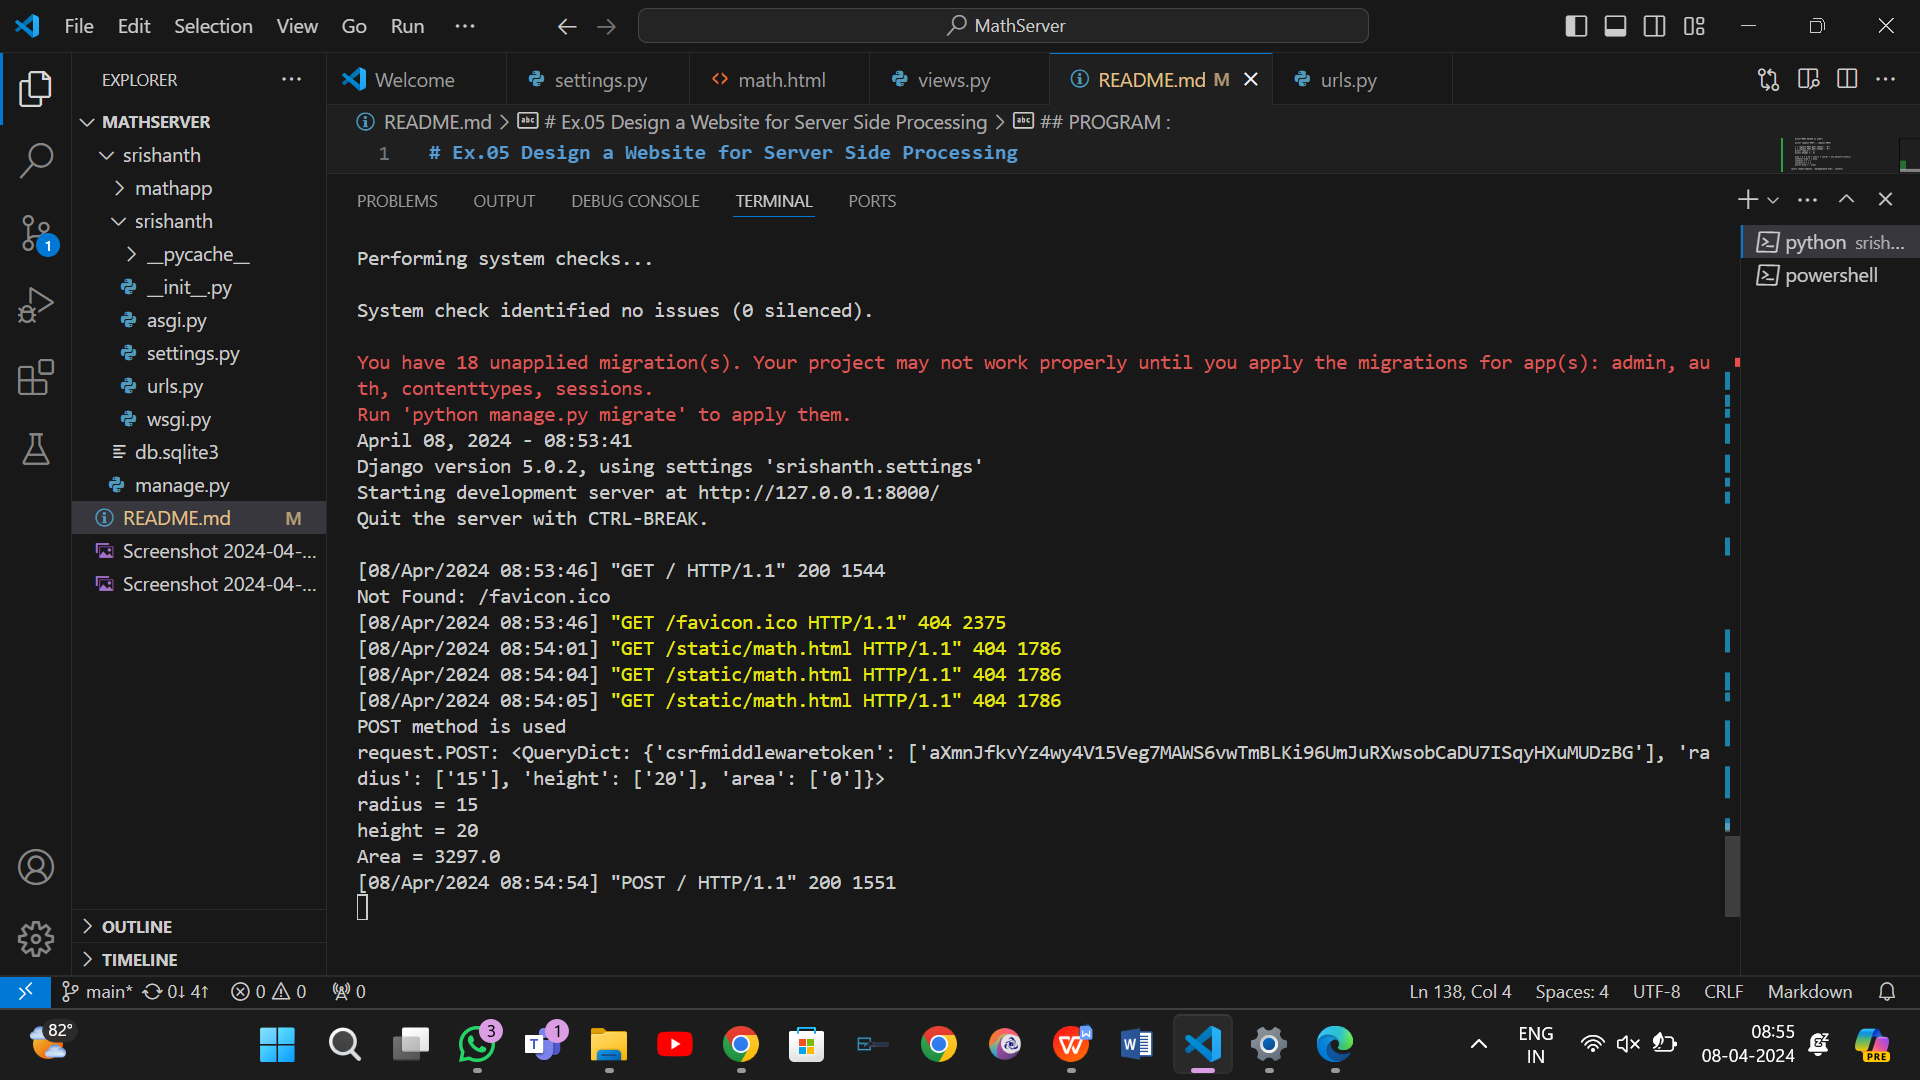 File Edit Selection View Go Run ...
MathServer
EXPLORER
Welcome
settings.py
math.html
views.py
README.md M
urls.py
MATHSERVER
srishanth
mathapp
srishanth
__pycache__
__init__.py
asgi.py
settings.py
urls.py
wsgi.py
db.sqlite3
manage.py
README.md M
Screenshot 2024-04-...
Screenshot 2024-04-...
OUTLINE
TIMELINE
README.md > # Ex.05 Design a Website for Server Side Processing > ## PROGRAM :
1 # Ex.05 Design a Website for Server Side Processing
PROBLEMS OUTPUT DEBUG CONSOLE TERMINAL PORTS
python srish...
powershell
Performing system checks...
System check identified no issues (0 silenced).
You have 18 unapplied migration(s). Your project may not work properly until you apply the migrations for app(s): admin, au
th, contenttypes, sessions.
Run 'python manage.py migrate' to apply them.
April 08, 2024 - 08:53:41
Django version 5.0.2, using settings 'srishanth.settings'
Starting development server at http://127.0.0.1:8000/
Quit the server with CTRL-BREAK.
[08/Apr/2024 08:53:46] "GET / HTTP/1.1" 200 1544
Not Found: /favicon.ico
[08/Apr/2024 08:53:46] "GET /favicon.ico HTTP/1.1" 404 2375
[08/Apr/2024 08:54:01] "GET /static/math.html HTTP/1.1" 404 1786
[08/Apr/2024 08:54:04] "GET /static/math.html HTTP/1.1" 404 1786
[08/Apr/2024 08:54:05] "GET /static/math.html HTTP/1.1" 404 1786
POST method is used
request.POST: <QueryDict: {'csrfmiddlewaretoken': ['aXmnJfkvYz4wy4V15Veg7MAWS6vwTmBLKi96UmJuRXwsobCaDU7ISqyHXuMUDzBG'], 'ra
dius': ['15'], 'height': ['20'], 'area': ['0']}>
radius = 15
height = 20
Area = 3297.0
[08/Apr/2024 08:54:54] "POST / HTTP/1.1" 200 1551
1
main* 0↓ 4↑ 0 0 0
Ln 138, Col 4 Spaces: 4 UTF-8 CRLF Markdown
82°
3
1
ENG
IN
08:55
08-04-2024
PRE